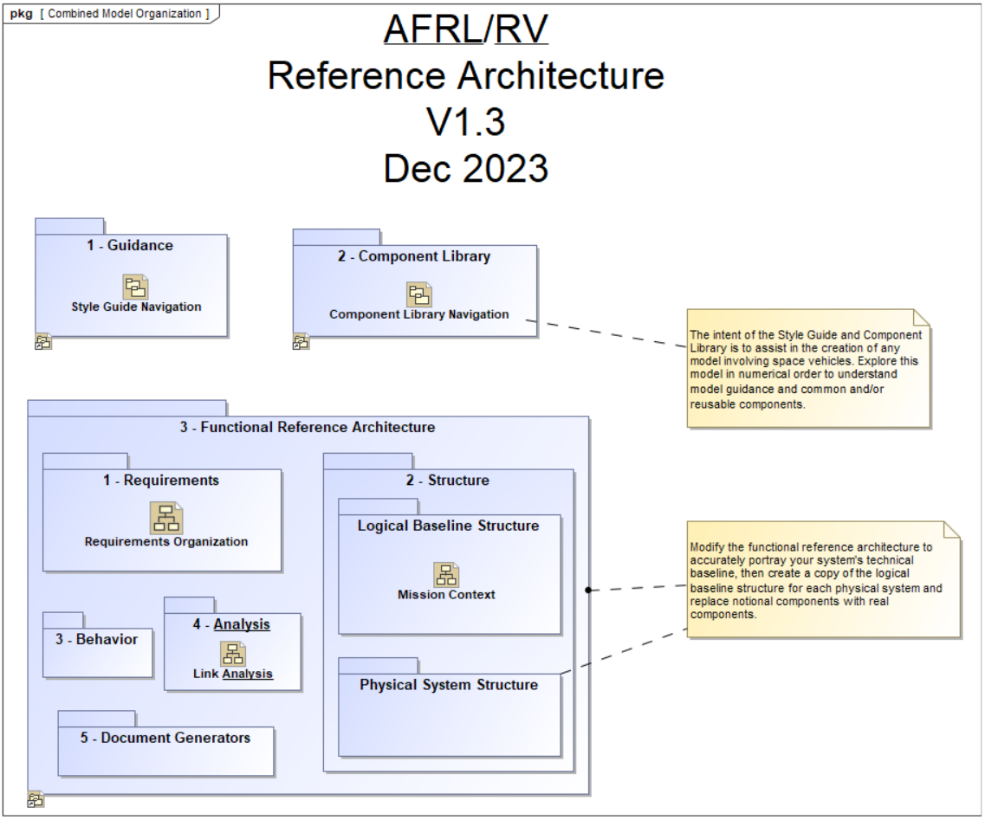 pkg [ Combined Model Organization ]
AFRL/RV
Reference Architecture
V1.3
Dec 2023
1 - Guidance
Style Guide Navigation
2 - Component Library
Component Library Navigation
The intent of the Style Guide and Component
Library is to assist in the creation of any
model involving space vehicles. Explore this
model in numerical order to understand
model guidance and common and/or
reusable components.
3 - Functional Reference Architecture
1 - Requirements
Requirements Organization
2 - Structure
Logical Baseline Structure
Mission Context
3 - Behavior
4 - Analysis
Link Analysis
Physical System Structure
5 - Document Generators
Modify the functional reference architecture to
accurately portray your system's technical
baseline, then create a copy of the logical
baseline structure for each physical system and
replace notional components with real
components.